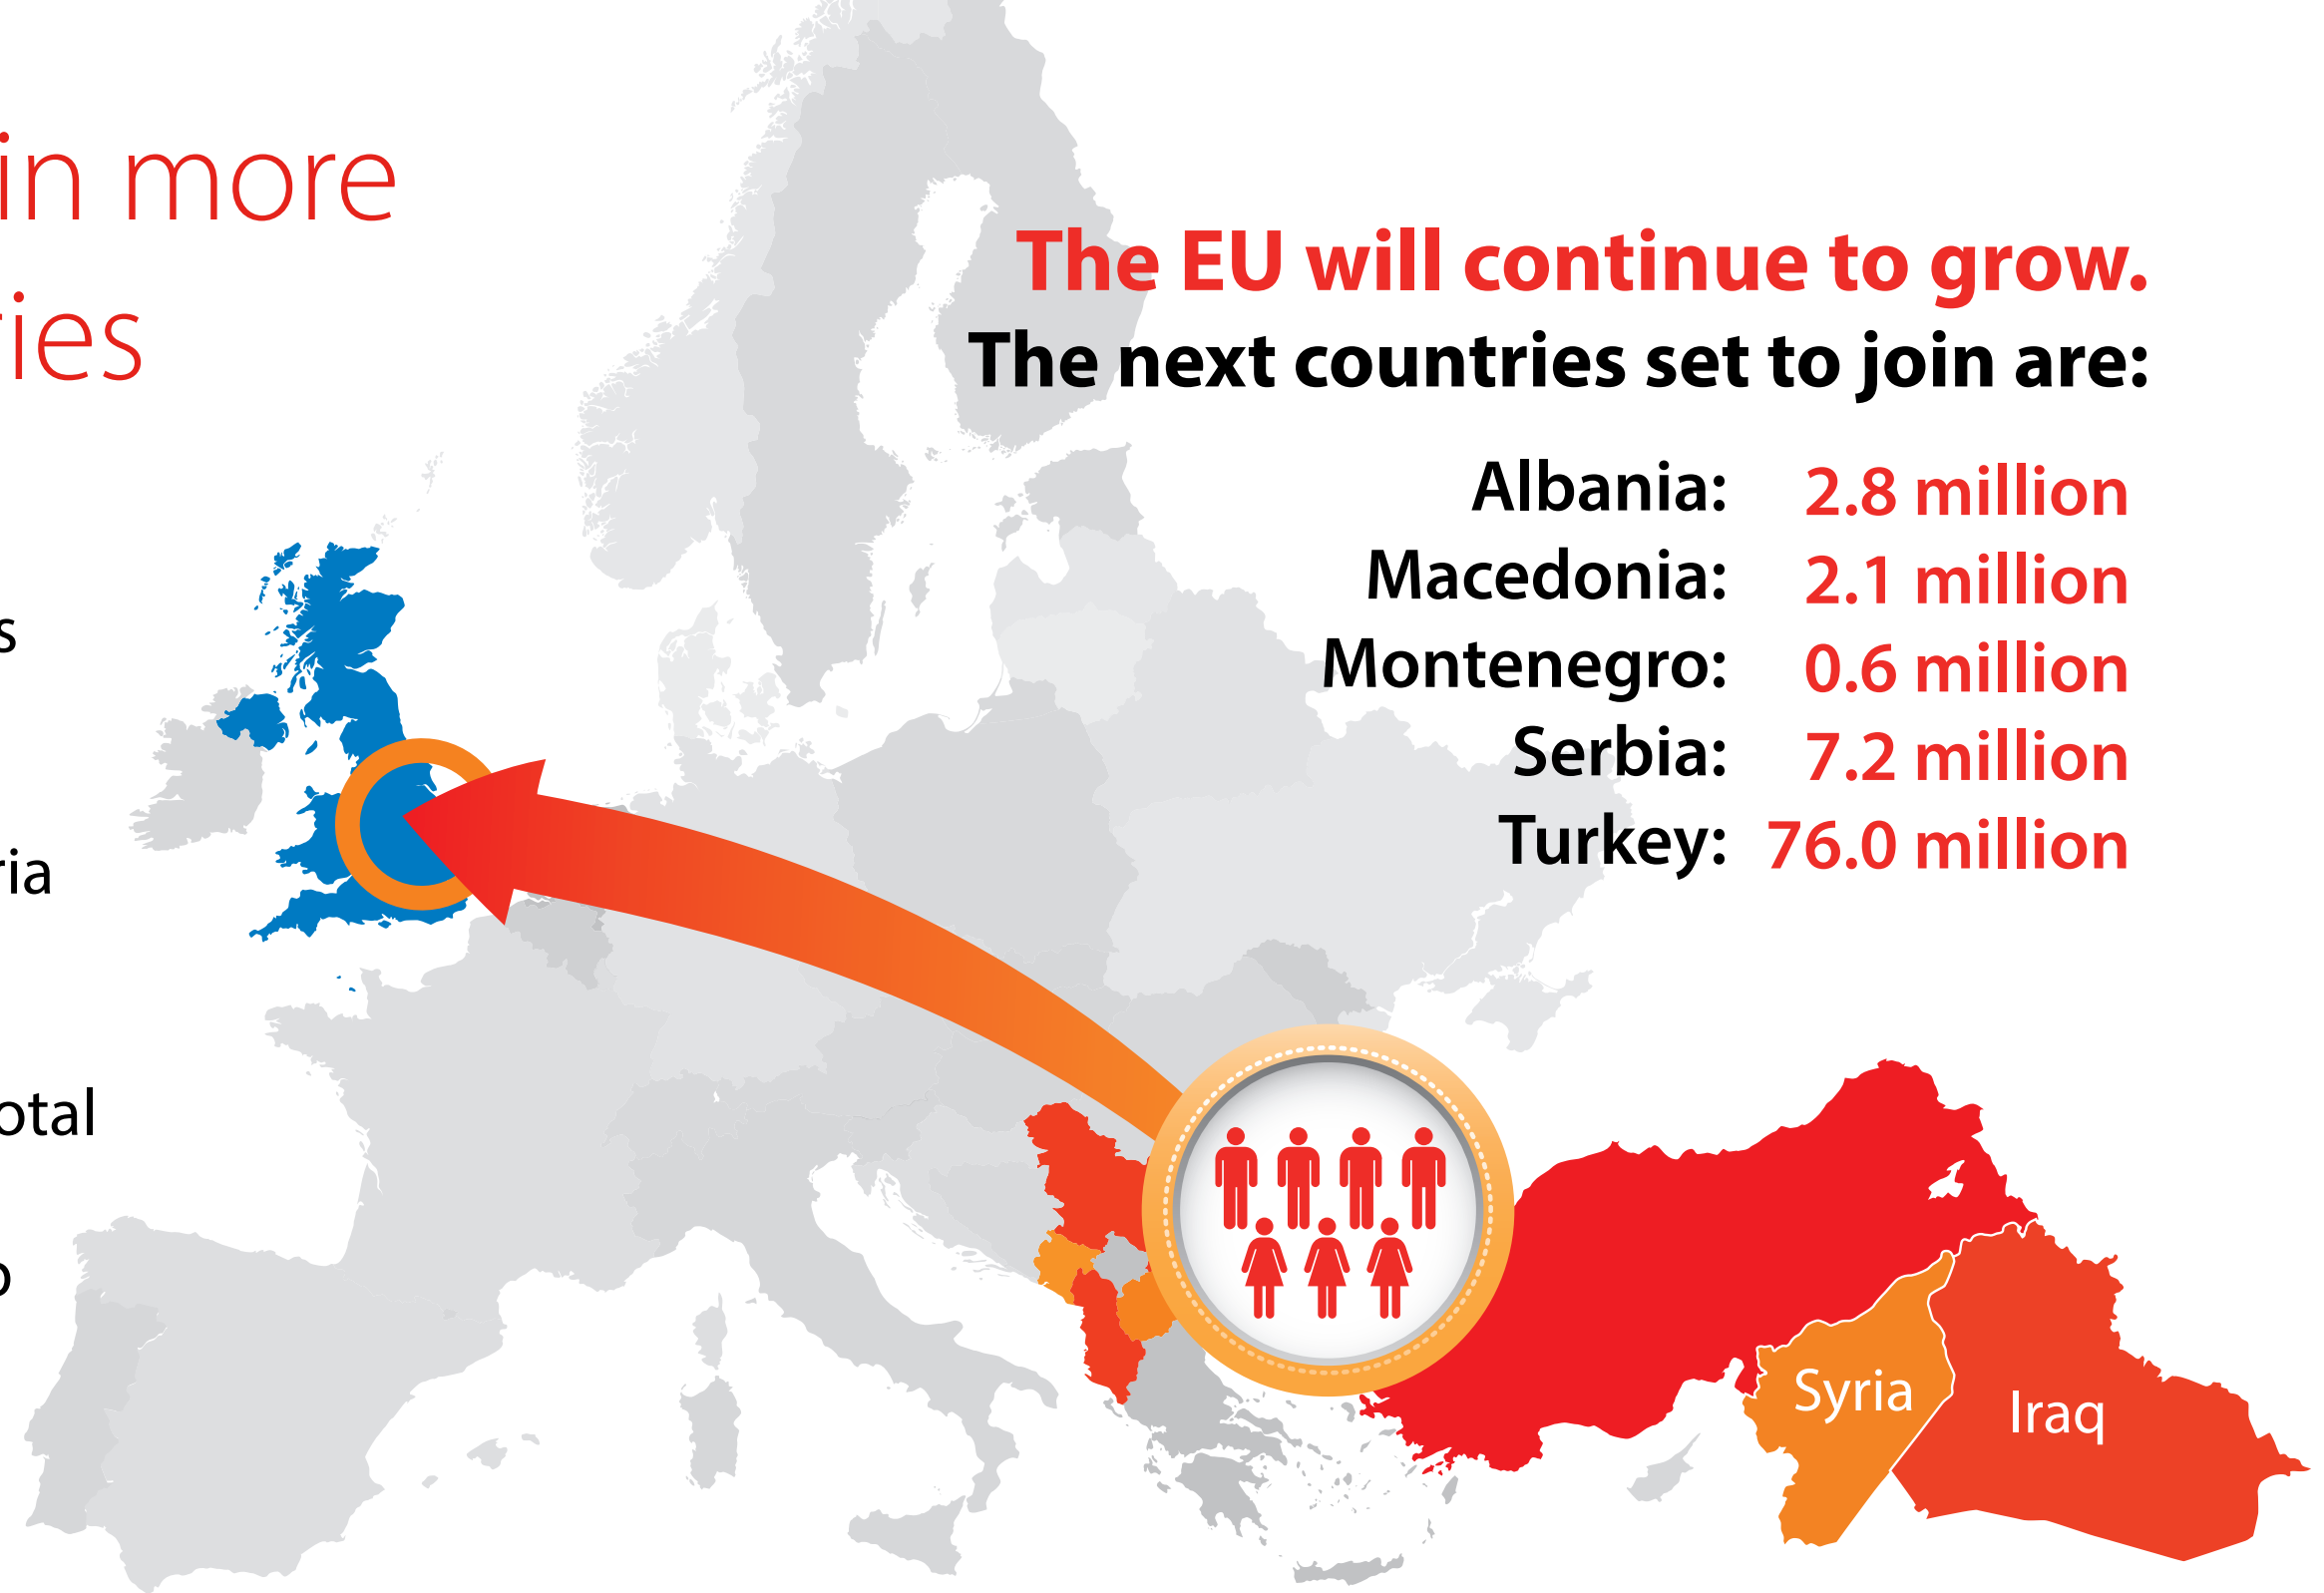 in more
ries
s
ria
otal
o
The EU will continue to grow.
The next countries set to join are:
Albania: 2.8 million
Macedonia: 2.1 million
Montenegro: 0.6 million
Serbia: 7.2 million
Turkey: 76.0 million
Syria
Iraq